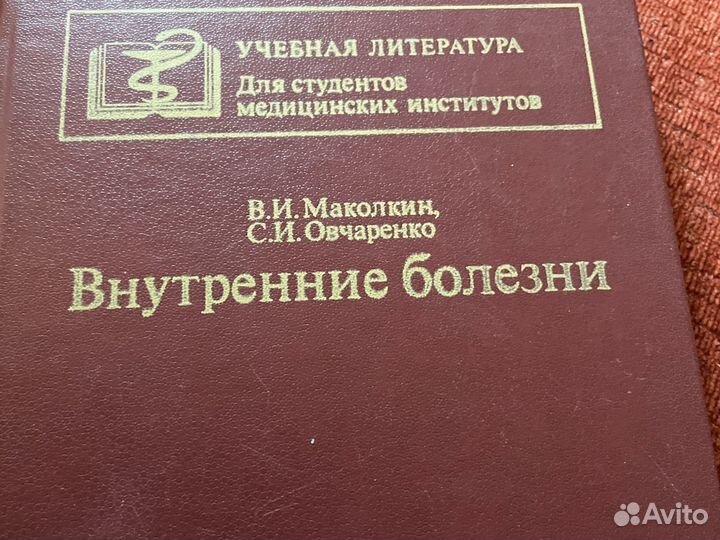 УЧЕБНАЯ ЛИТЕРАТУРА
Для студентов
медицинских институтов
В.И. Маколкин,
С.И. Овчаренко
Внутренние болезни
Avito